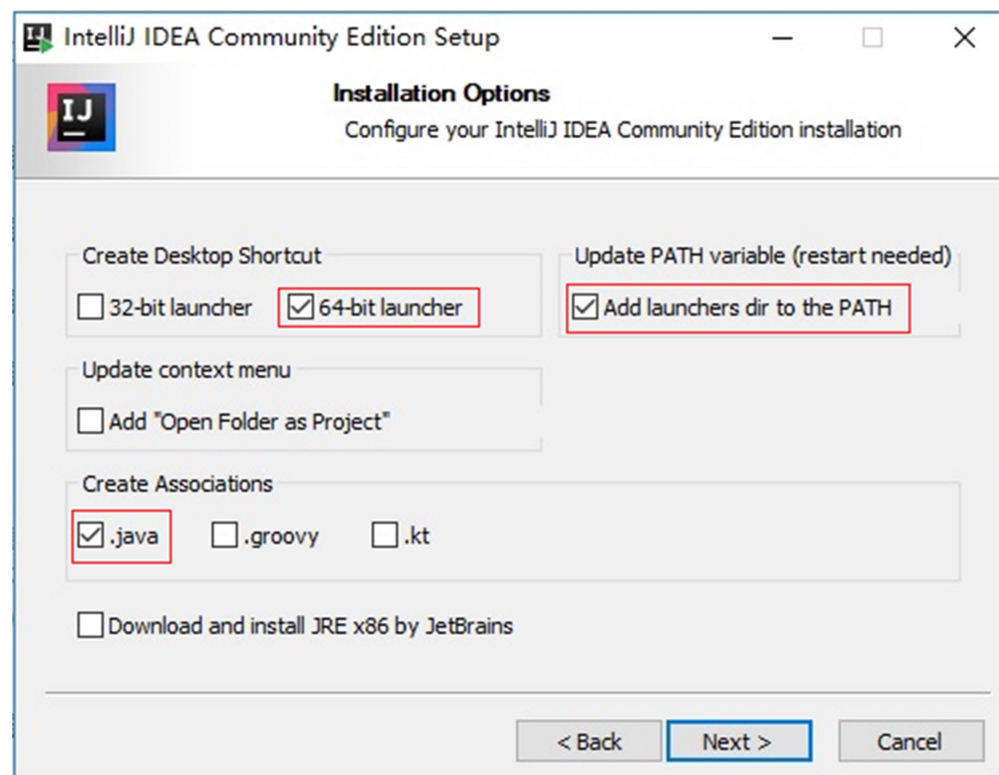 IntelliJ IDEA Community Edition Setup
IJ
Installation Options
Configure your IntelliJ IDEA Community Edition installation
Create Desktop Shortcut
32-bit launcher 64-bit launcher
Update PATH variable (restart needed)
Add launchers dir to the PATH
Update context menu
Add "Open Folder as Project"
Create Associations
.java .groovy .kt
Download and install JRE x86 by JetBrains
< Back Next > Cancel